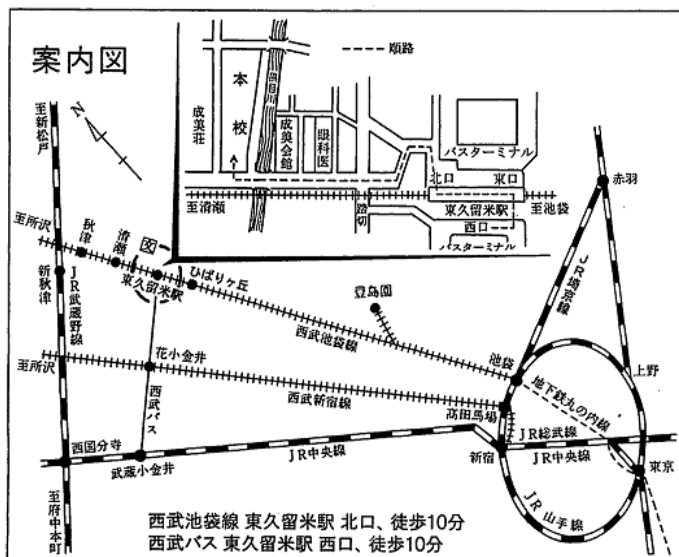 案内図
順路
本校
成美荘
成美会館
眼科医
バスターミナル
北口
東口
至清瀬
踏切
東久留米駅
至池袋
西口
バスターミナル
至新松戸
N
至所沢
秋津
清瀬
図
東久留米駅
ひばりヶ丘
新秋津
JR武蔵野線
豊島園
西武池袋線
赤羽
JR埼京線
池袋
上野
地下鉄丸の内線
至所沢
花小金井
西武新宿線
高田馬場
西武バス
JR総武線
西国分寺
武蔵小金井
JR中央線
新宿
JR中央線
東京
JR山手線
至府中本町
西武池袋線 東久留米駅 北口、徒歩10分
西武バス 東久留米駅 西口、徒歩10分